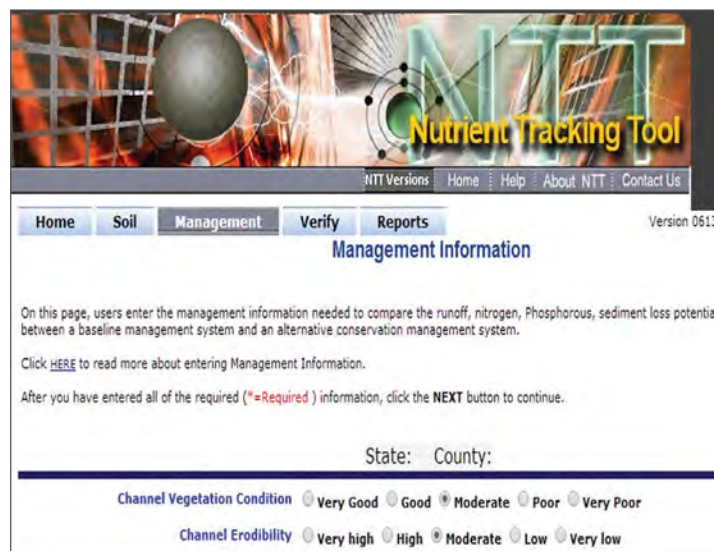 NTT
Nutrient Tracking Tool
NTT Versions Home Help About NTT Contact Us
Home Soil Management Verify Reports Version 0613
Management Information
On this page, users enter the management information needed to compare the runoff, nitrogen, Phosphorous, sediment loss potentia
between a baseline management system and an alternative conservation management system.
Click HERE to read more about entering Management Information.
After you have entered all of the required (*=Required ) information, click the NEXT button to continue.
State: County:
Channel Vegetation Condition Very Good Good Moderate Poor Very Poor
Channel Erodibility Very high High Moderate Low Very low